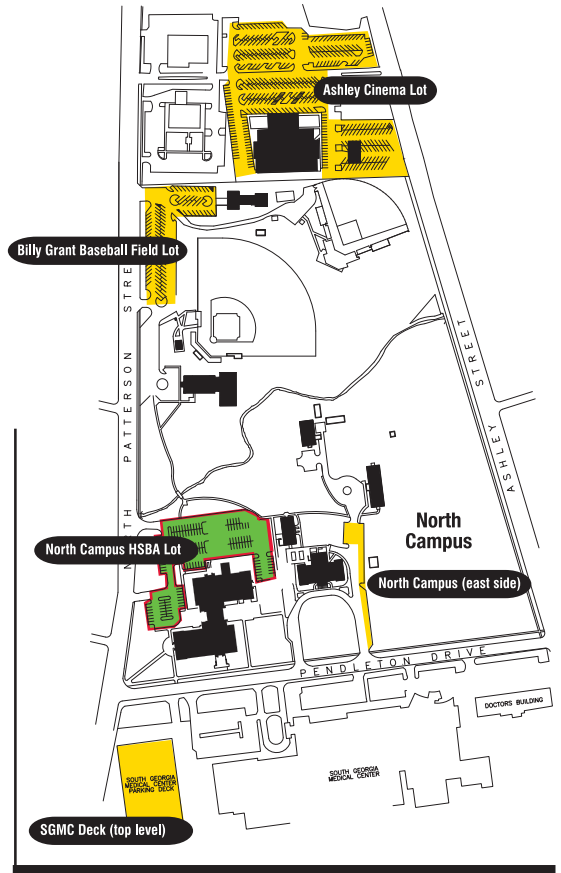 Ashley Cinema Lot
Billy Grant Baseball Field Lot
NORTH PATTERSON STREET
ASHLEY STREET
North
Campus
North Campus HSBA Lot
North Campus (east side)
PENDLETON DRIVE
DOCTORS BUILDING
SOUTH GEORGIA
MEDICAL CENTER
PARKING DECK
SOUTH GEORGIA
MEDICAL CENTER
SGMC Deck (top level)